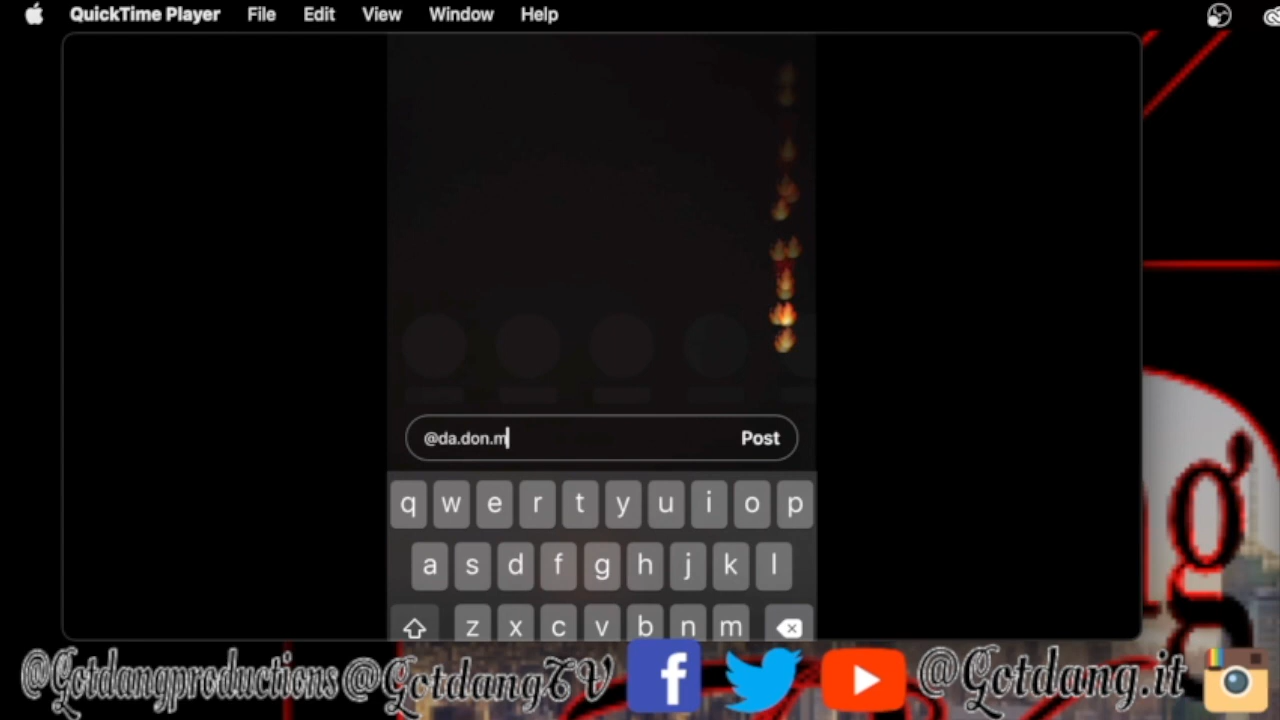 QuickTime Player File Edit View Window Help
@da.don.m Post
q w e r t y u i o p
a s d f g h j k l
z x c v b n m
g
@Gotdangproductions @GotdangTV f @Gotdang.it